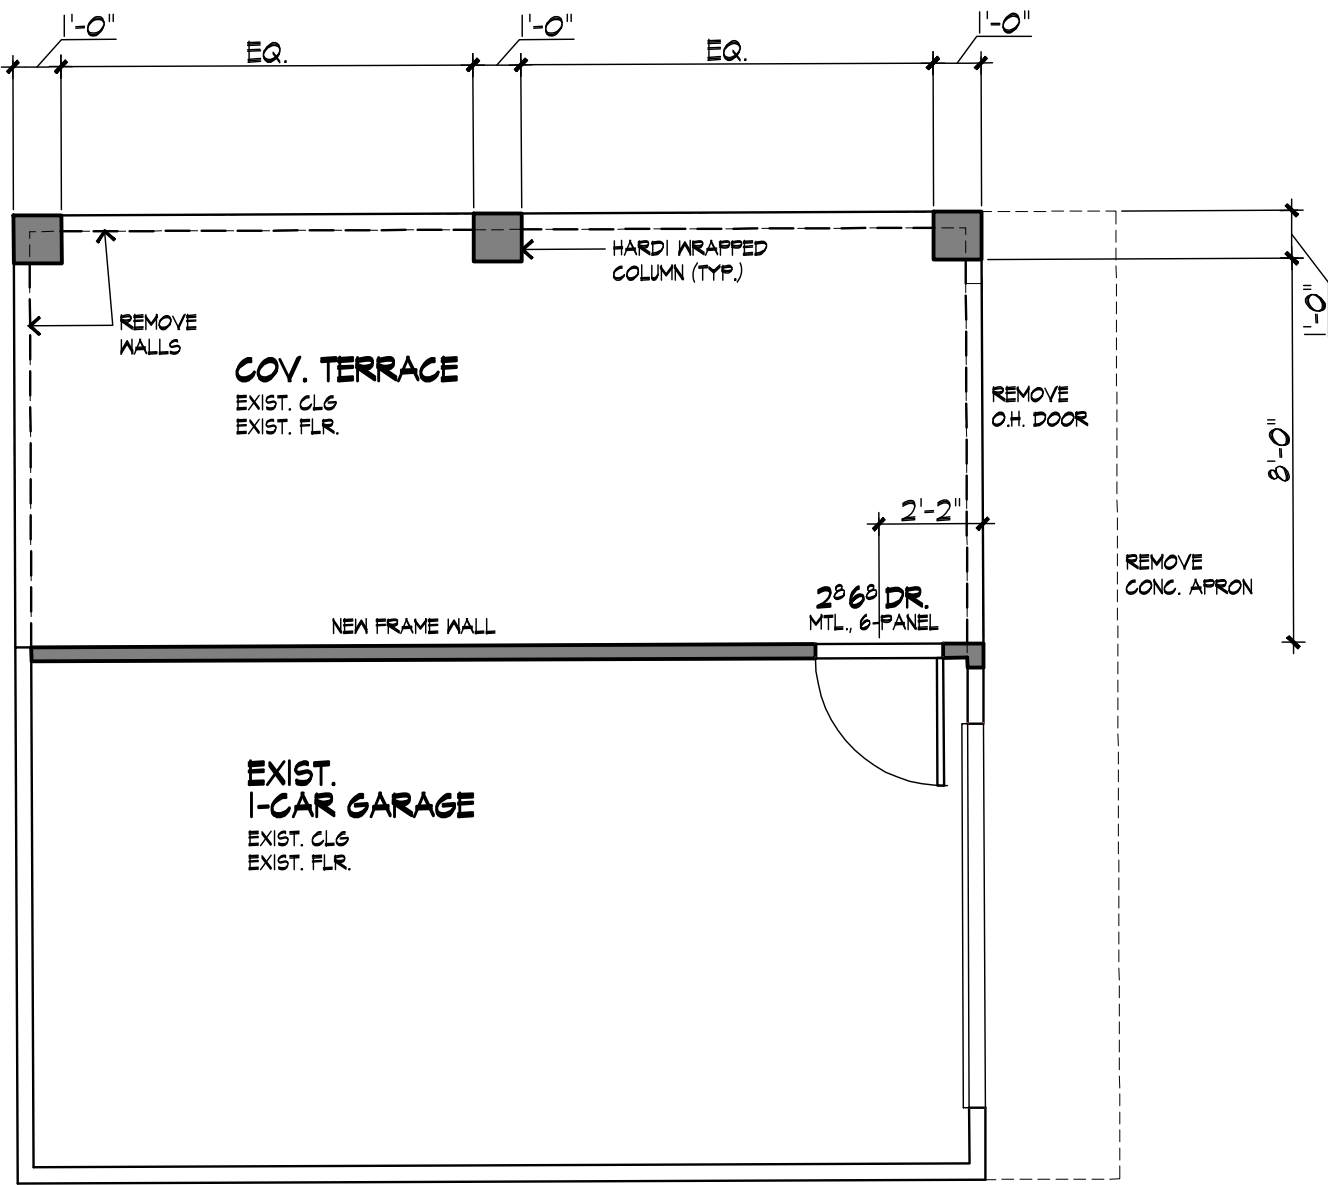 1'-0"
EQ.
1'-0"
EQ.
1'-0"
HARDI WRAPPED
COLUMN (TYP.)
1'-0"
REMOVE
WALLS
COV. TERRACE
EXIST. CLG
EXIST. FLR.
REMOVE
O.H. DOOR
8'-0"
2'-2"
REMOVE
CONC. APRON
2⁸6⁸ DR.
MTL., 6-PANEL
NEW FRAME WALL
EXIST.
1-CAR GARAGE
EXIST. CLG
EXIST. FLR.